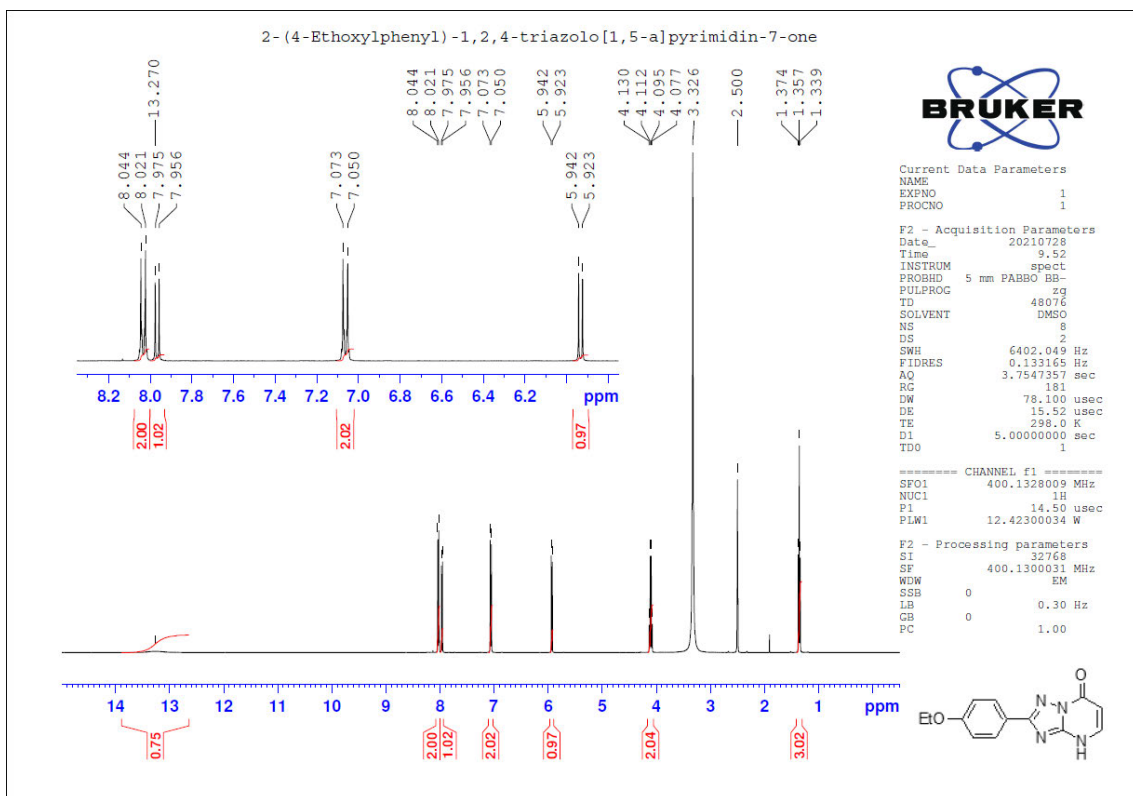 2-(4-Ethoxylphenyl)-1,2,4-triazolo[1,5-a]pyrimidin-7-one
13.270
8.044
8.021
7.975
7.956
7.073
7.050
5.942
5.923
4.130
4.112
4.095
4.077
3.326
2.500
1.374
1.357
1.339
8.044
8.021
7.975
7.956
7.073
7.050
5.942
5.923
8.2 8.0 7.8 7.6 7.4 7.2 7.0 6.8 6.6 6.4 6.2 ppm
2.00 1.02 2.02 0.97
14 13 12 11 10 9 8 7 6 5 4 3 2 1 ppm
0.75 2.00 1.02 2.02 0.97 2.04 3.02
BRUKER
Current Data Parameters
NAME
EXPNO 1
PROCNO 1
F2 - Acquisition Parameters
Date_ 20210728
Time 9.52
INSTRUM spect
PROBHD 5 mm PABBO BB-
PULPROG zg
TD 48076
SOLVENT DMSO
NS 8
DS 2
SWH 6402.049 Hz
FIDRES 0.133165 Hz
AQ 3.7547357 sec
RG 181
DW 78.100 usec
DE 15.52 usec
TE 298.0 K
D1 5.00000000 sec
TD0 1
======== CHANNEL f1 ========
SFO1 400.1328009 MHz
NUC1 1H
P1 14.50 usec
PLW1 12.42300034 W
F2 - Processing parameters
SI 32768
SF 400.1300031 MHz
WDW EM
SSB 0
LB 0.30 Hz
GB 0
PC 1.00
O
EtO
N N
N N
H